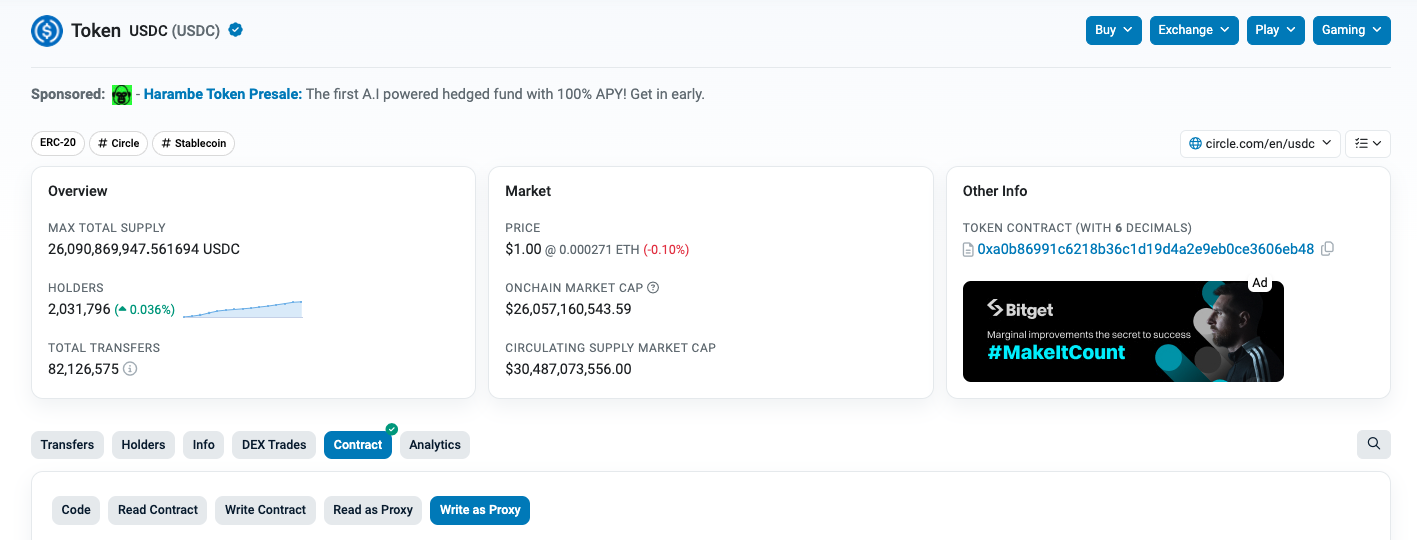 Token USDC (USDC)
Buy Exchange Play Gaming
Sponsored: - Harambe Token Presale: The first A.I powered hedged fund with 100% APY! Get in early.
ERC-20 # Circle # Stablecoin
circle.com/en/usdc
Overview
MAX TOTAL SUPPLY
26,090,869,947.561694 USDC
HOLDERS
2,031,796 (0.036%)
TOTAL TRANSFERS
82,126,575
Market
PRICE
$1.00 @ 0.000271 ETH (-0.10%)
ONCHAIN MARKET CAP
$26,057,160,543.59
CIRCULATING SUPPLY MARKET CAP
$30,487,073,556.00
Other Info
TOKEN CONTRACT (WITH 6 DECIMALS)
0xa0b86991c6218b36c1d19d4a2e9eb0ce3606eb48
Ad
Bitget
Marginal improvements the secret to success
#MakeItCount
Transfers Holders Info DEX Trades Contract Analytics
Code Read Contract Write Contract Read as Proxy Write as Proxy